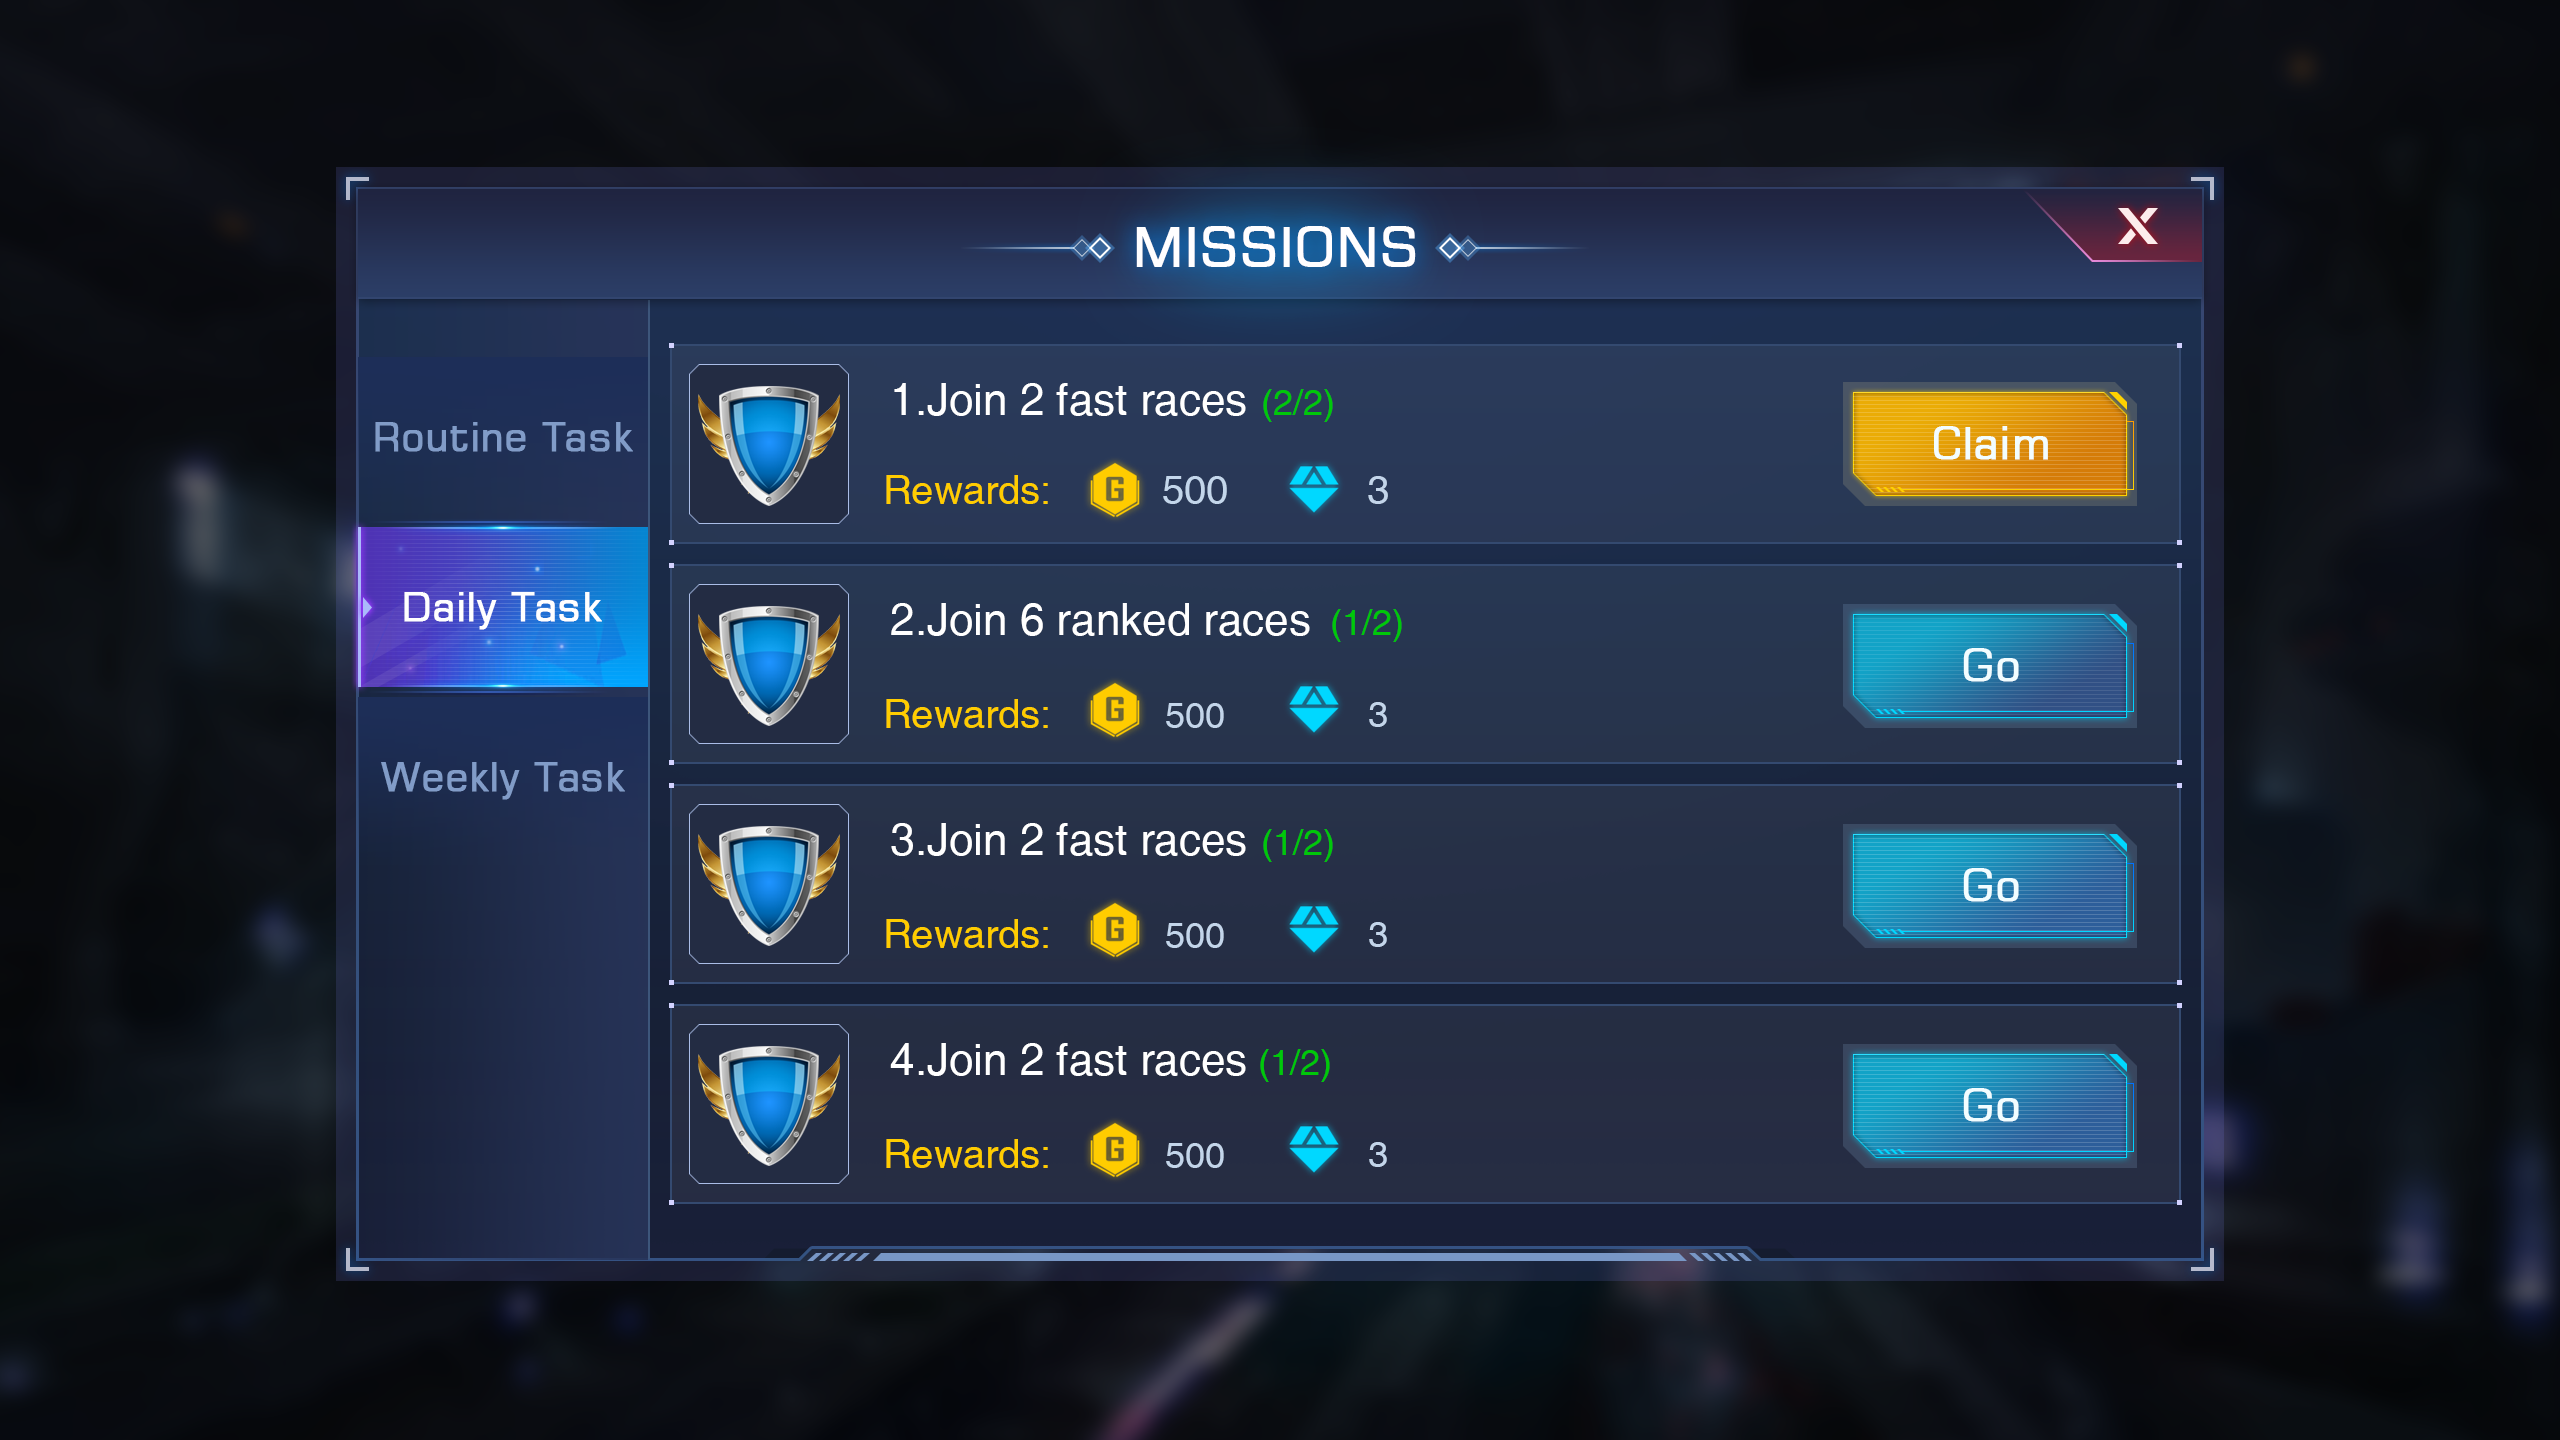 MISSIONS
X
Routine Task
Daily Task
Weekly Task
1.Join 2 fast races (2/2)
Rewards: G 500 3
Claim
2.Join 6 ranked races (1/2)
Rewards: G 500 3
Go
3.Join 2 fast races (1/2)
Rewards: G 500 3
Go
4.Join 2 fast races (1/2)
Rewards: G 500 3
Go